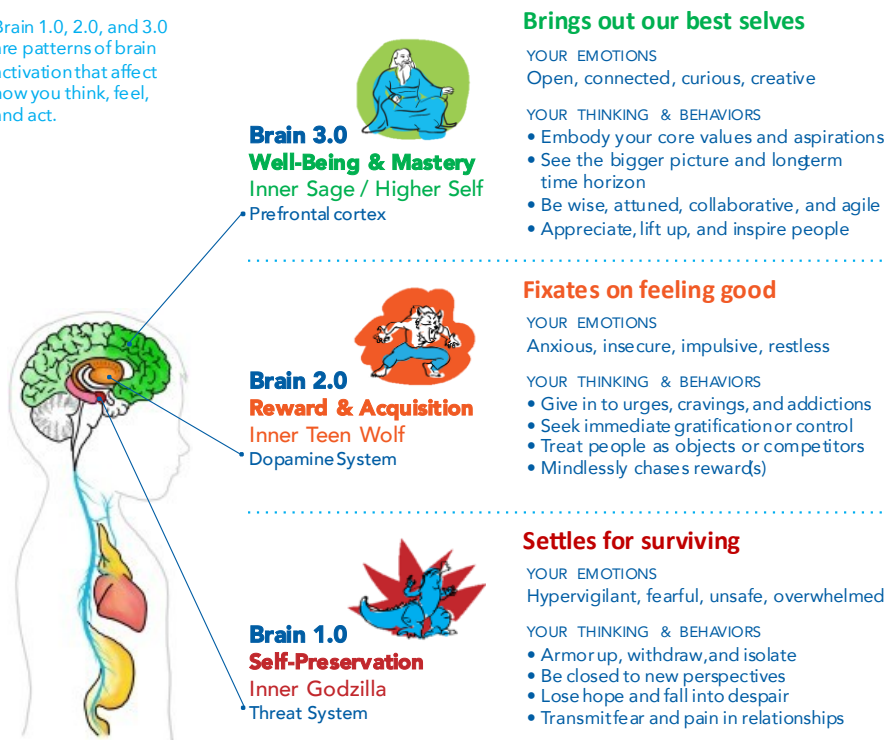 Brain 1.0, 2.0, and 3.0
are patterns of brain
activation that affect
how you think, feel,
and act.
Brain 3.0
Well-Being & Mastery
Inner Sage / Higher Self
Prefrontal cortex
Brings out our best selves
YOUR EMOTIONS
Open, connected, curious, creative
YOUR THINKING & BEHAVIORS
• Embody your core values and aspirations
• See the bigger picture and longterm
time horizon
• Be wise, attuned, collaborative, and agile
• Appreciate, lift up, and inspire people
Brain 2.0
Reward & Acquisition
Inner Teen Wolf
Dopamine System
Fixates on feeling good
YOUR EMOTIONS
Anxious, insecure, impulsive, restless
YOUR THINKING & BEHAVIORS
• Give in to urges, cravings, and addictions
• Seek immediate gratification or control
• Treat people as objects or competitors
• Mindlessly chases reward(s)
Brain 1.0
Self-Preservation
Inner Godzilla
Threat System
Settles for surviving
YOUR EMOTIONS
Hypervigilant, fearful, unsafe, overwhelmed
YOUR THINKING & BEHAVIORS
• Armor up, withdraw, and isolate
• Be closed to new perspectives
• Lose hope and fall into despair
• Transmit fear and pain in relationships